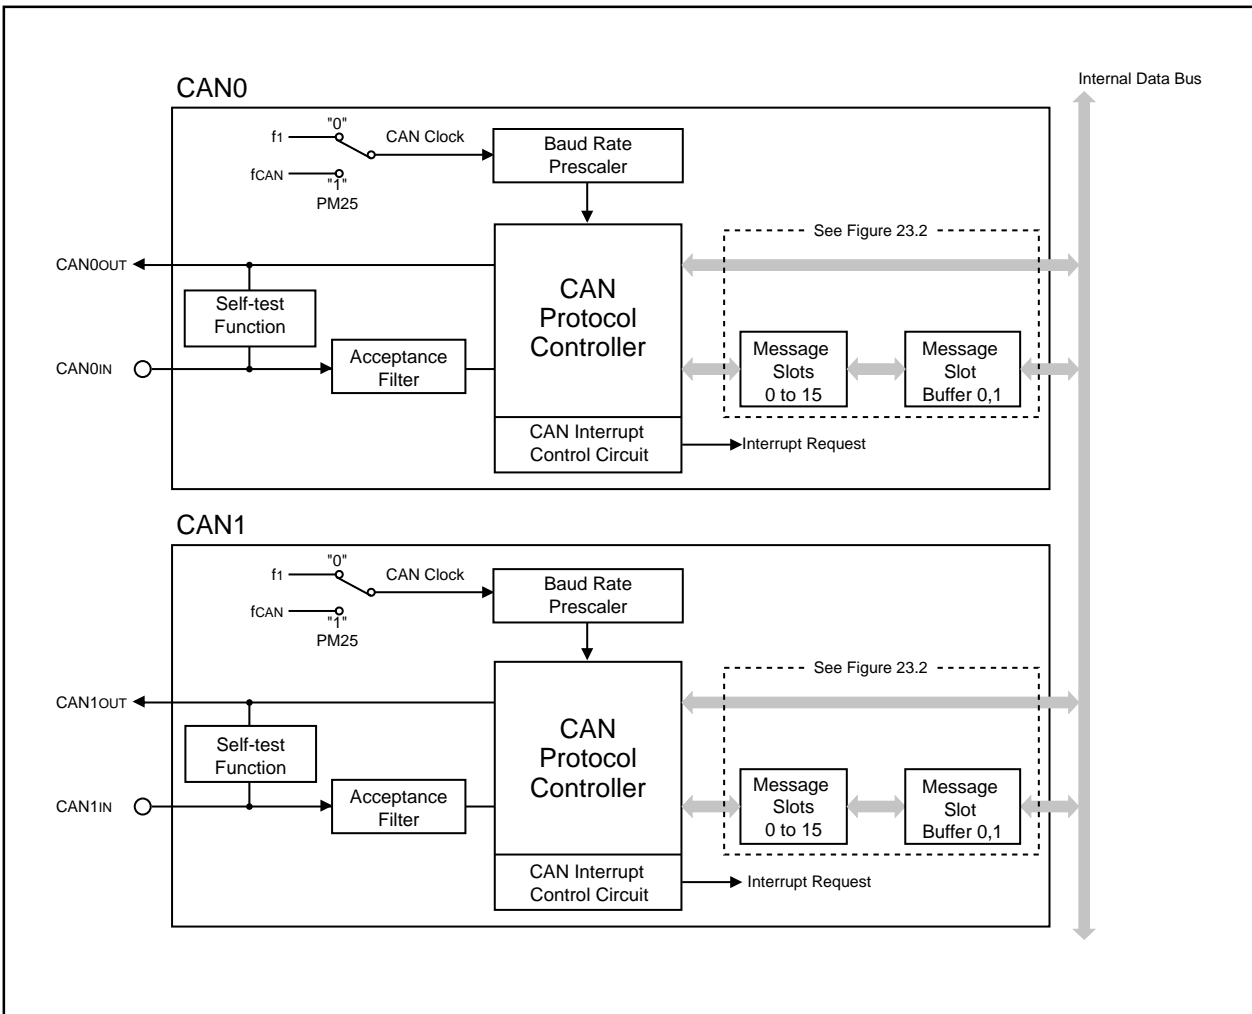 Internal Data Bus
CAN0
"0"
f1
CAN Clock
Baud Rate
Prescaler
fCAN
"1"
PM25
See Figure 23.2
CAN0OUT
Self-test
Function
CAN
Protocol
Controller
CAN0IN
Acceptance
Filter
Message
Slots
0 to 15
Message
Slot
Buffer 0,1
CAN Interrupt
Control Circuit
Interrupt Request
CAN1
"0"
f1
CAN Clock
Baud Rate
Prescaler
fCAN
"1"
PM25
See Figure 23.2
CAN1OUT
Self-test
Function
CAN
Protocol
Controller
CAN1IN
Acceptance
Filter
Message
Slots
0 to 15
Message
Slot
Buffer 0,1
CAN Interrupt
Control Circuit
Interrupt Request